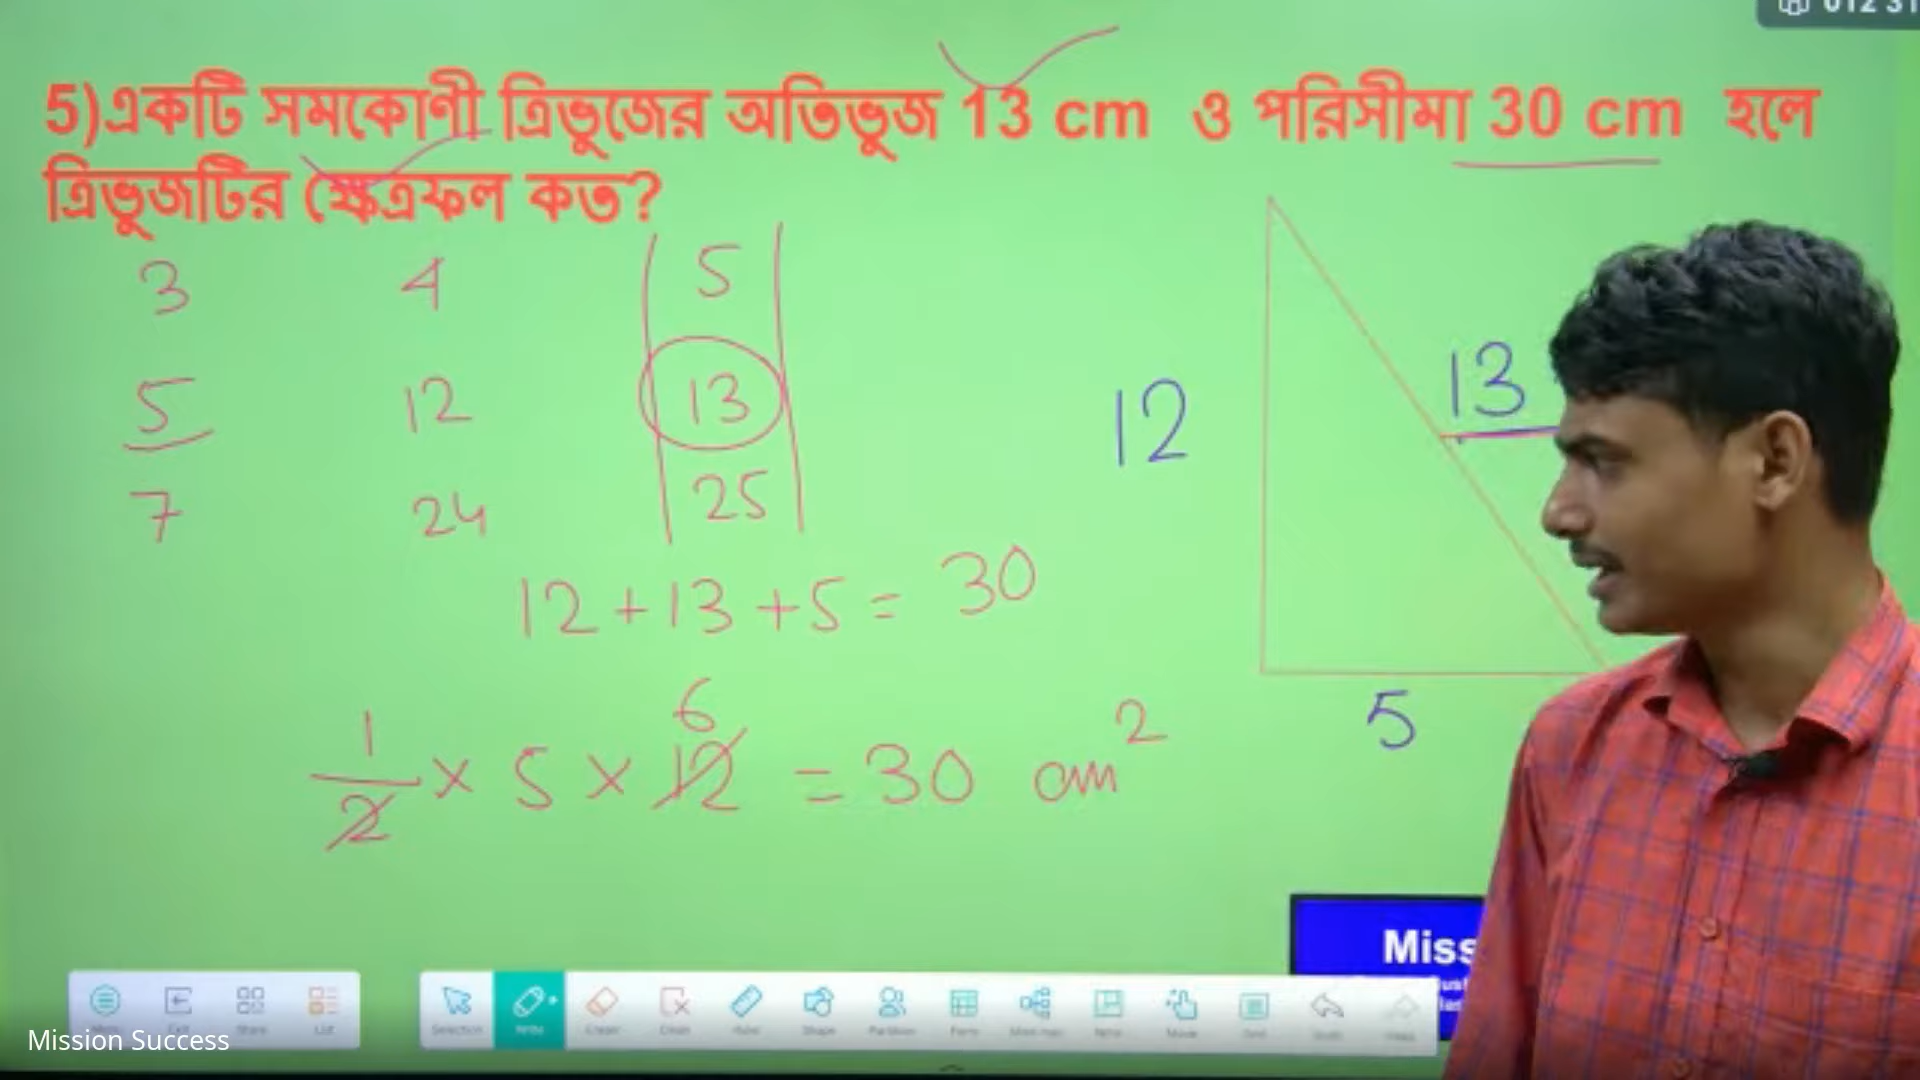 5)একটি সমকোণী ত্রিভুজের অতিভুজ 13 cm ও পরিসীমা 30 cm হলে
ত্রিভুজটির ক্ষেত্রফল কত?
3 4 5
5 12 13
7 24 25
12 + 13 + 5 = 30
1/2 × 5 × 12 = 30 cm²
6
12
13
5
Miss
Mission Success